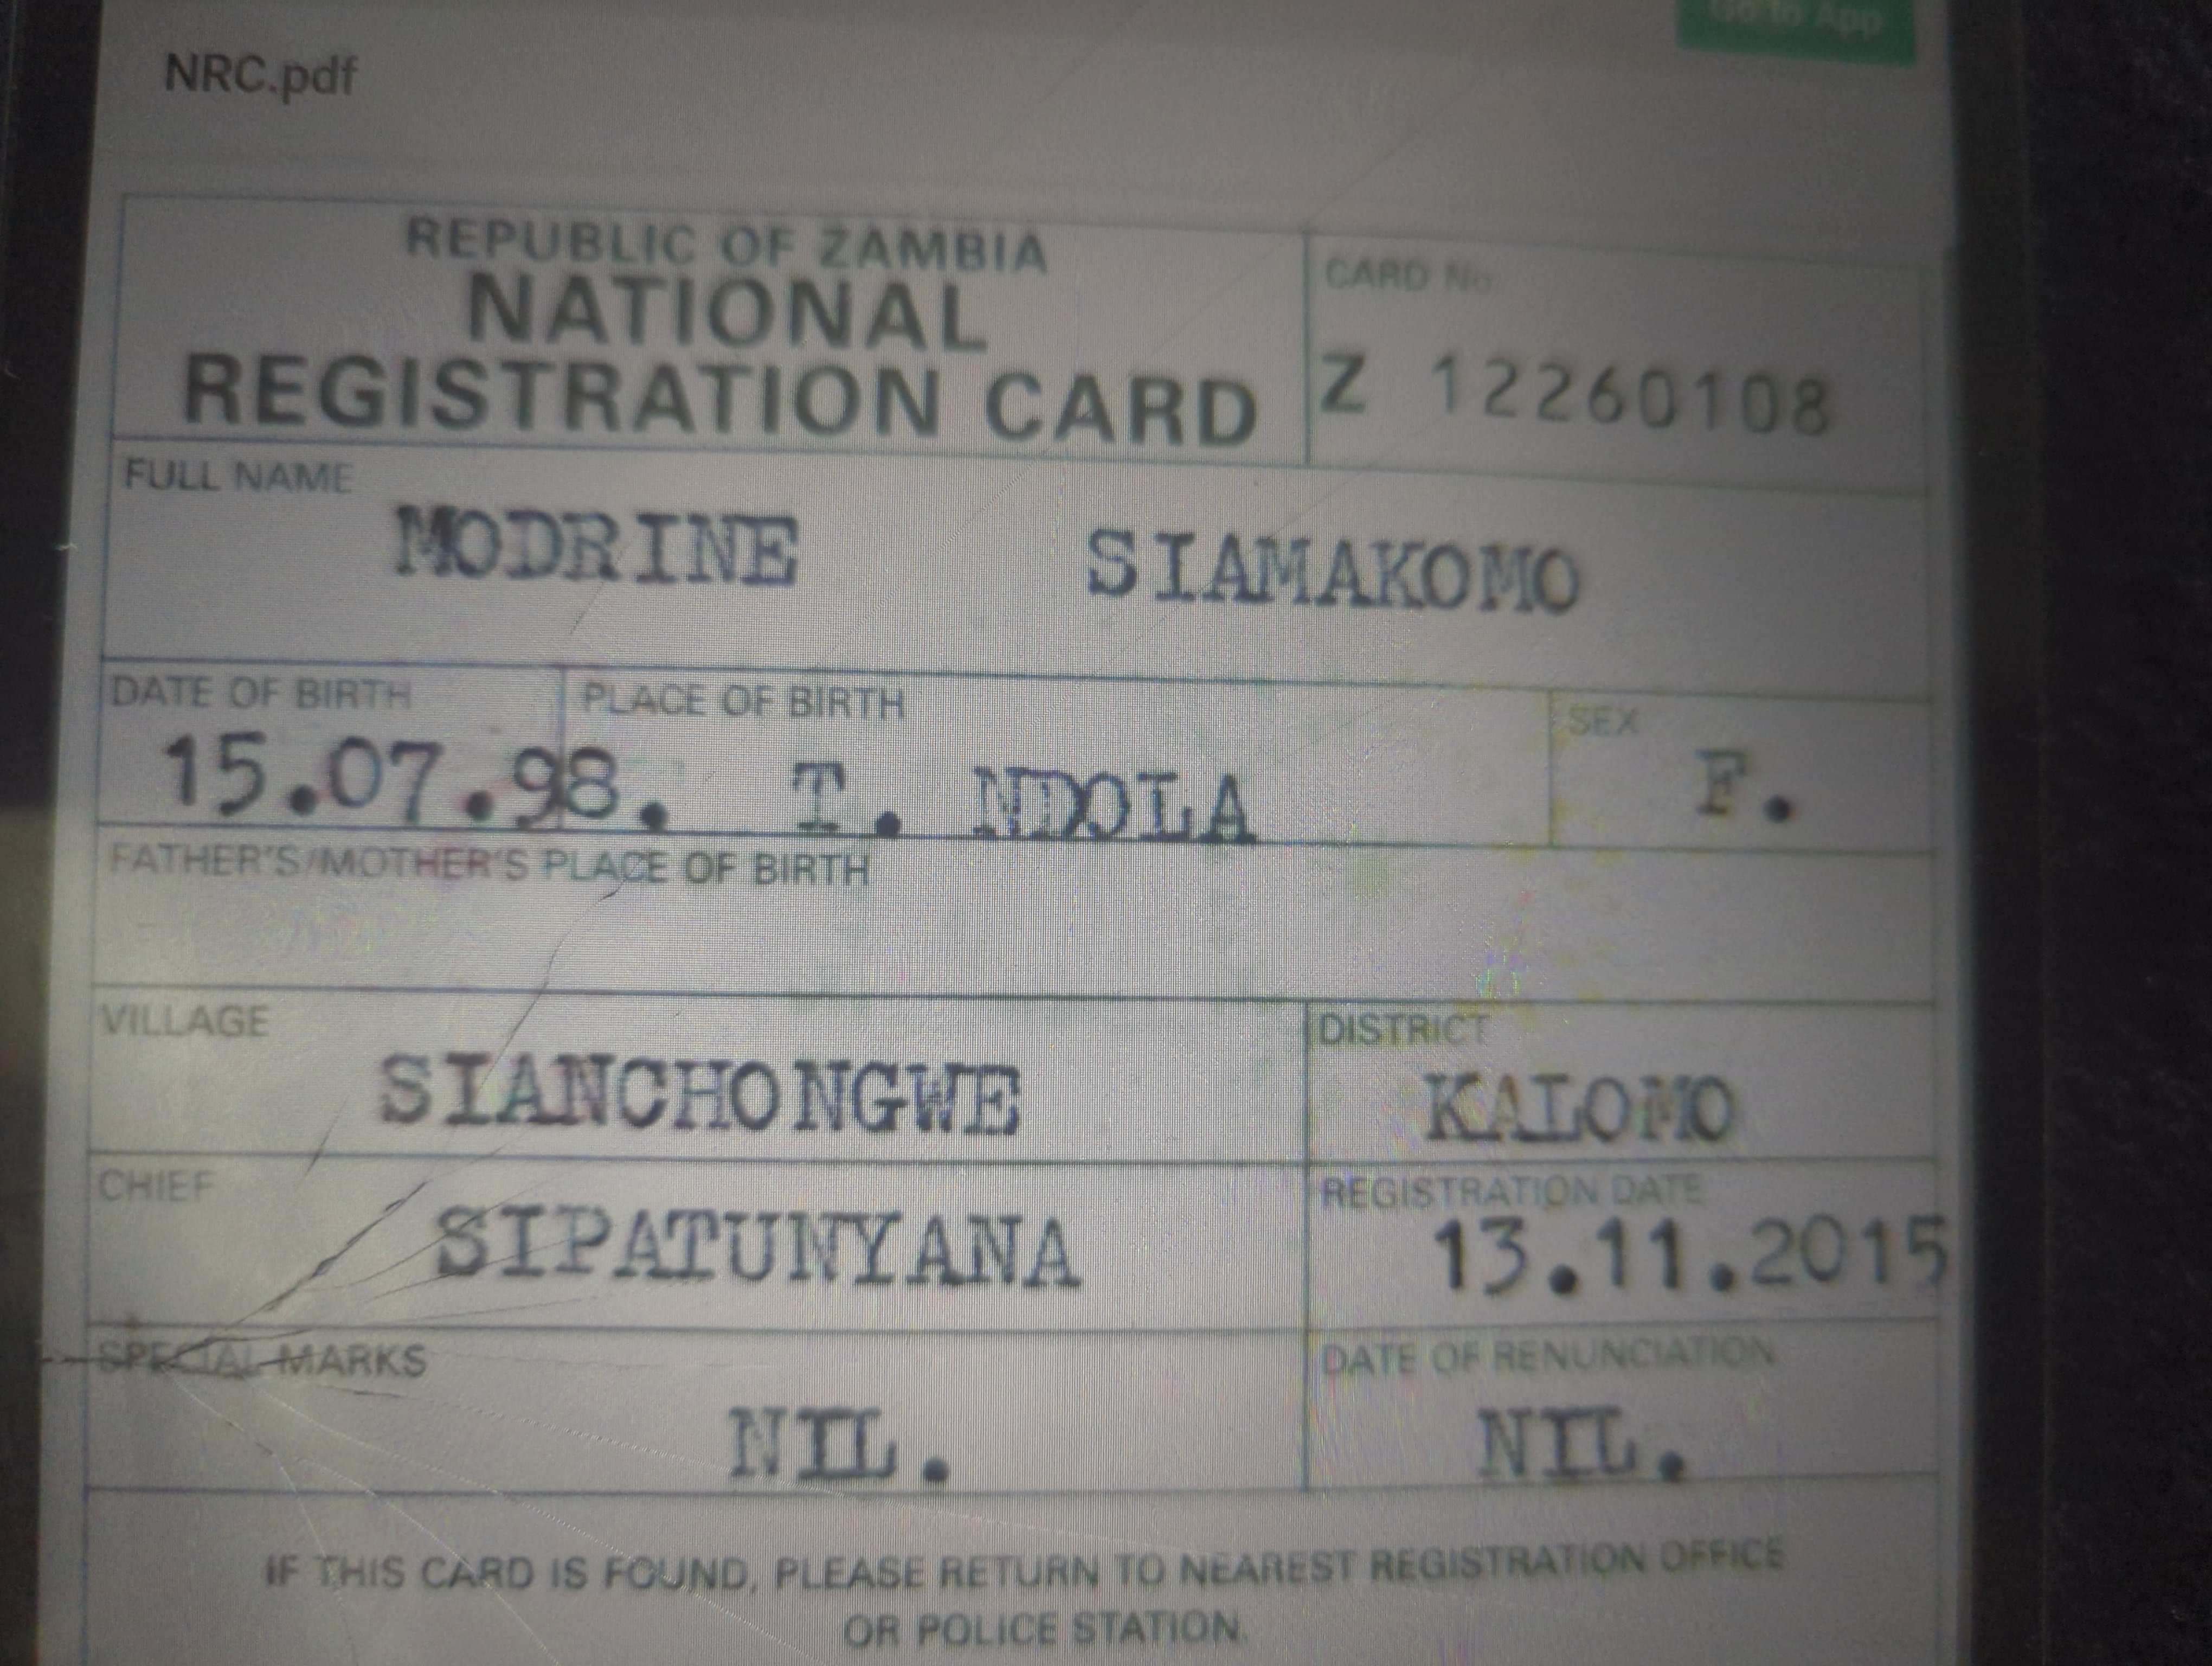 Go to App
NRC.pdf
REPUBLIC OF ZAMBIA
NATIONAL
REGISTRATION CARD
CARD No.
Z 12260108
FULL NAME
MODRINE SIAMAKOMO
DATE OF BIRTH
15.07.98.
PLACE OF BIRTH
T. NDOLA
SEX
F.
FATHER'S/MOTHER'S PLACE OF BIRTH
VILLAGE
SIANCHONGWE
DISTRICT
KALOMO
CHIEF
SIPATUNYANA
REGISTRATION DATE
13.11.2015
SPECIAL MARKS
NIL.
DATE OF RENUNCIATION
NIL.
IF THIS CARD IS FOUND, PLEASE RETURN TO NEAREST REGISTRATION OFFICE
OR POLICE STATION.